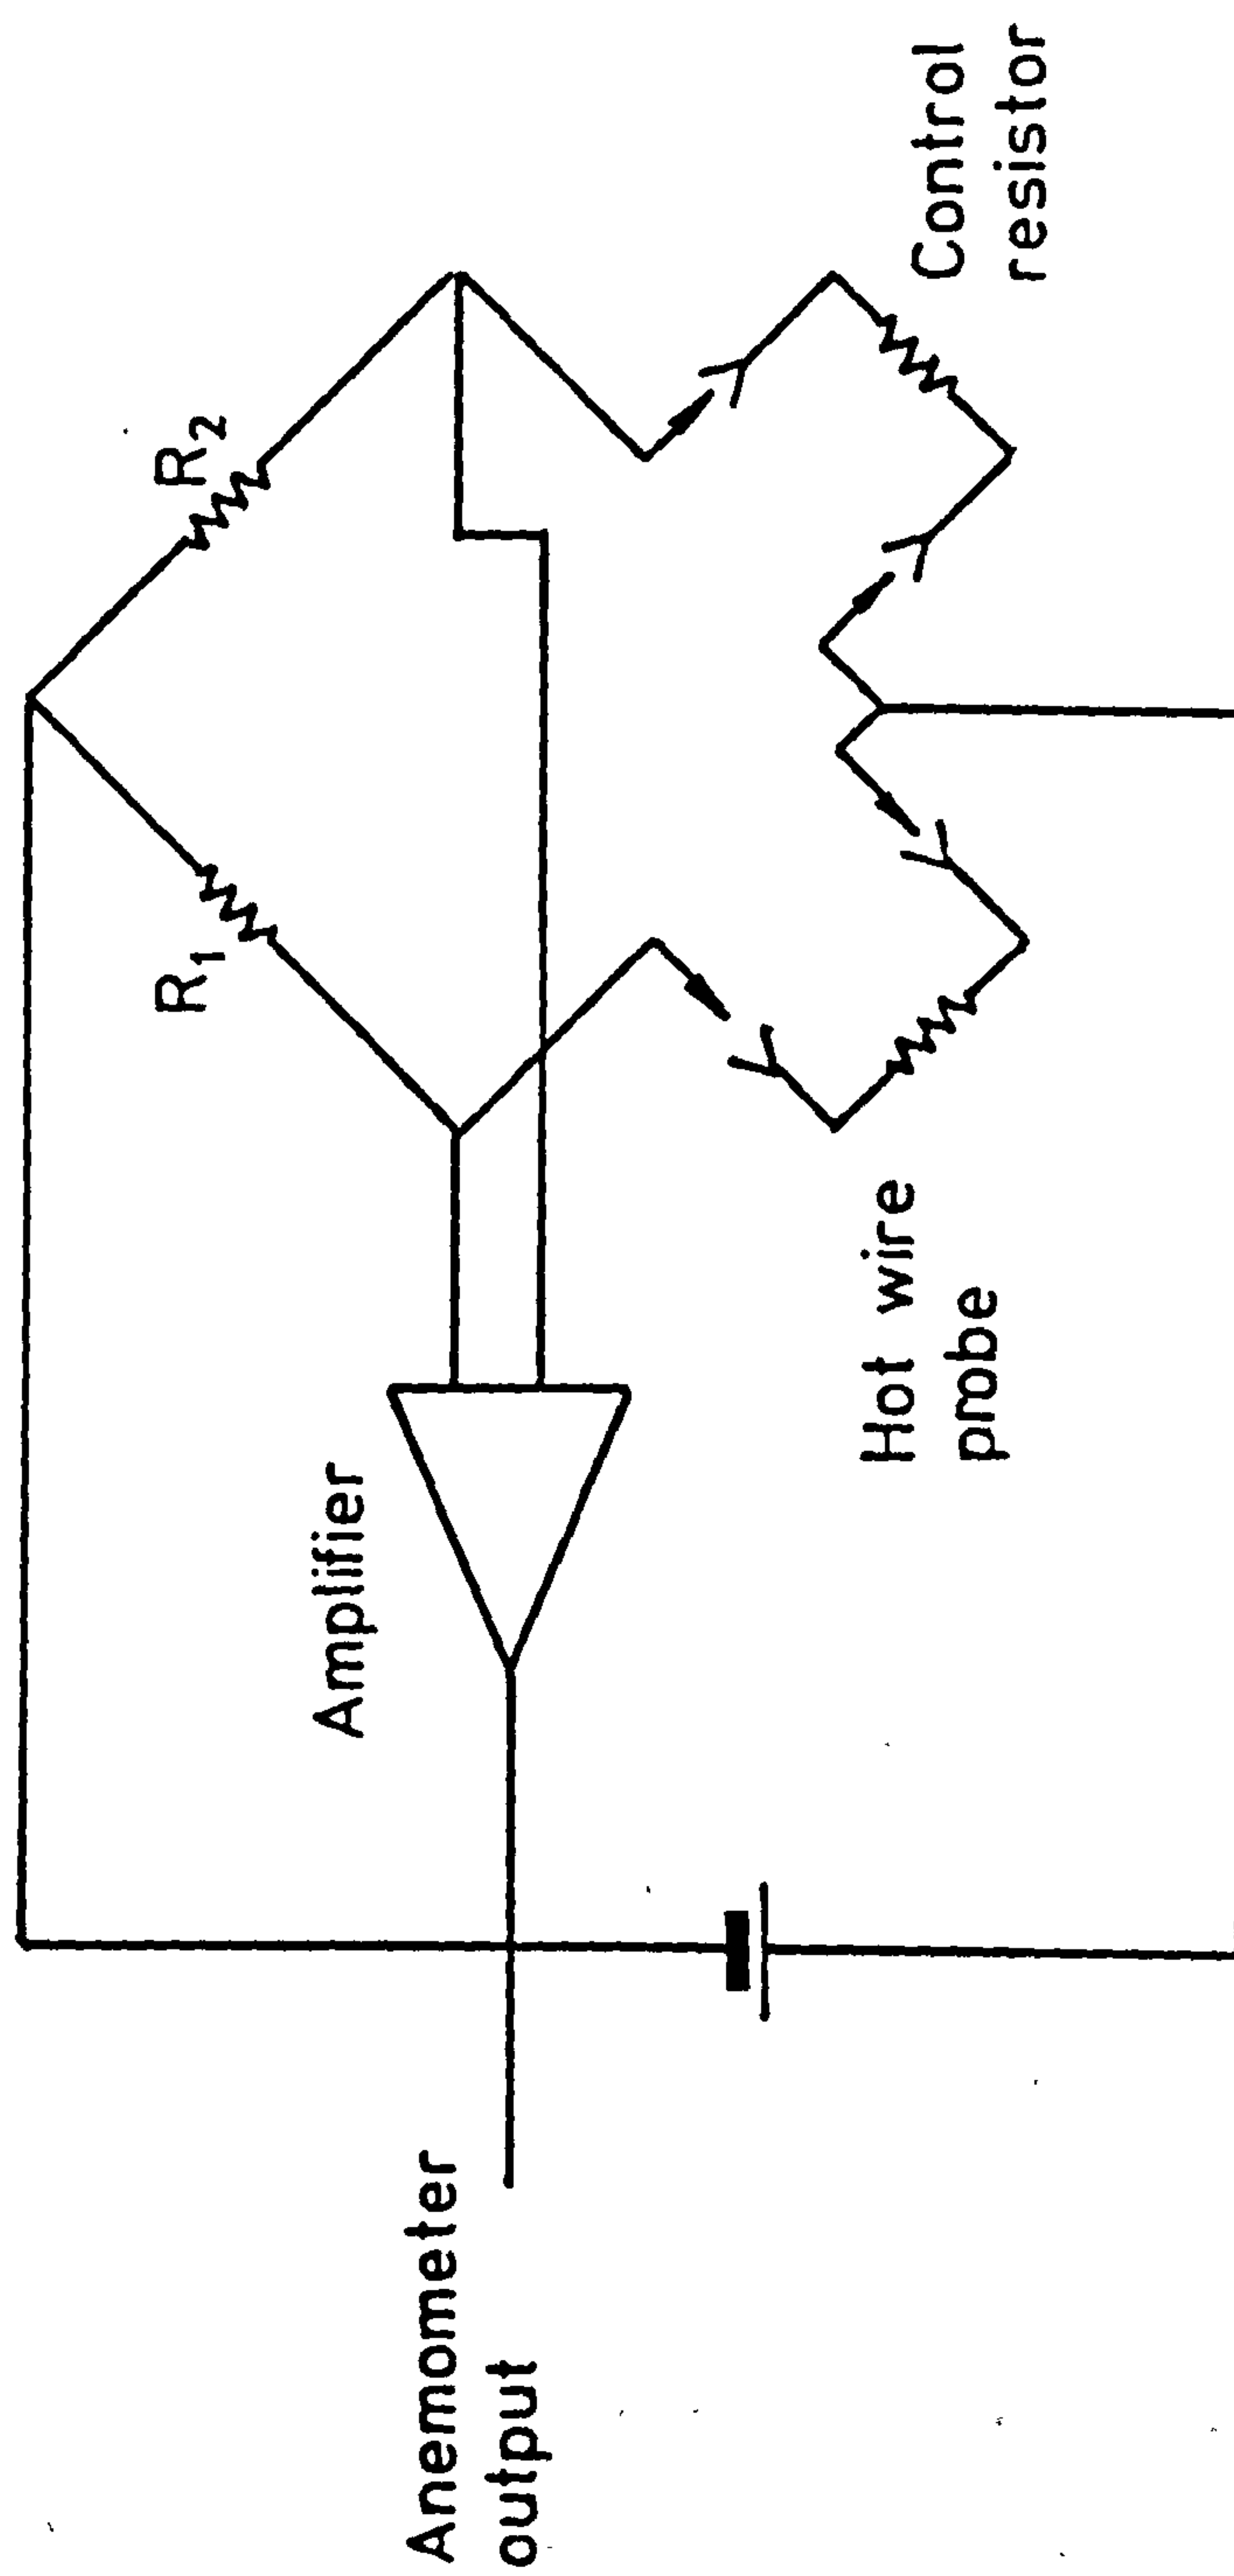 R₁
R₂
Amplifier
Anemometer
output
Hot wire
probe
Control
resistor